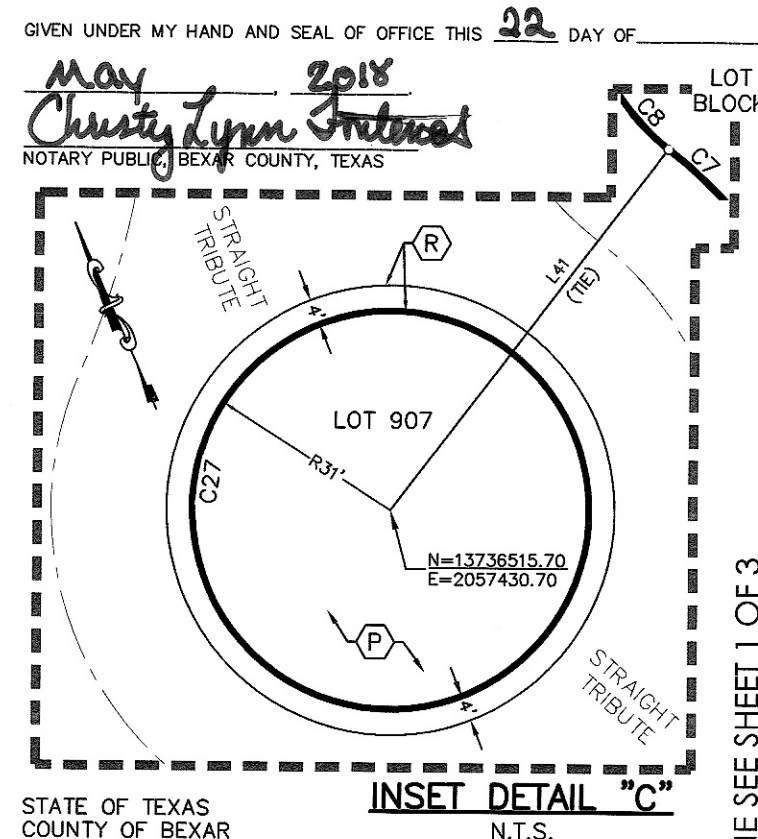 GIVEN UNDER MY HAND AND SEAL OF OFFICE THIS 22 DAY OF
May, 2018.
Christy Lynn
NOTARY PUBLIC, BEXAR COUNTY, TEXAS
LOT
BLOCK
C8
C7
STRAIGHT
TRIBUTE
R
4'
L41
(TIE)
LOT 907
R31'
C27
N=13736515.70
E=2057430.70
P
4'
STRAIGHT
TRIBUTE
INSET DETAIL "C"
N.T.S.
STATE OF TEXAS
COUNTY OF BEXAR
SEE SHEET 1 OF 3